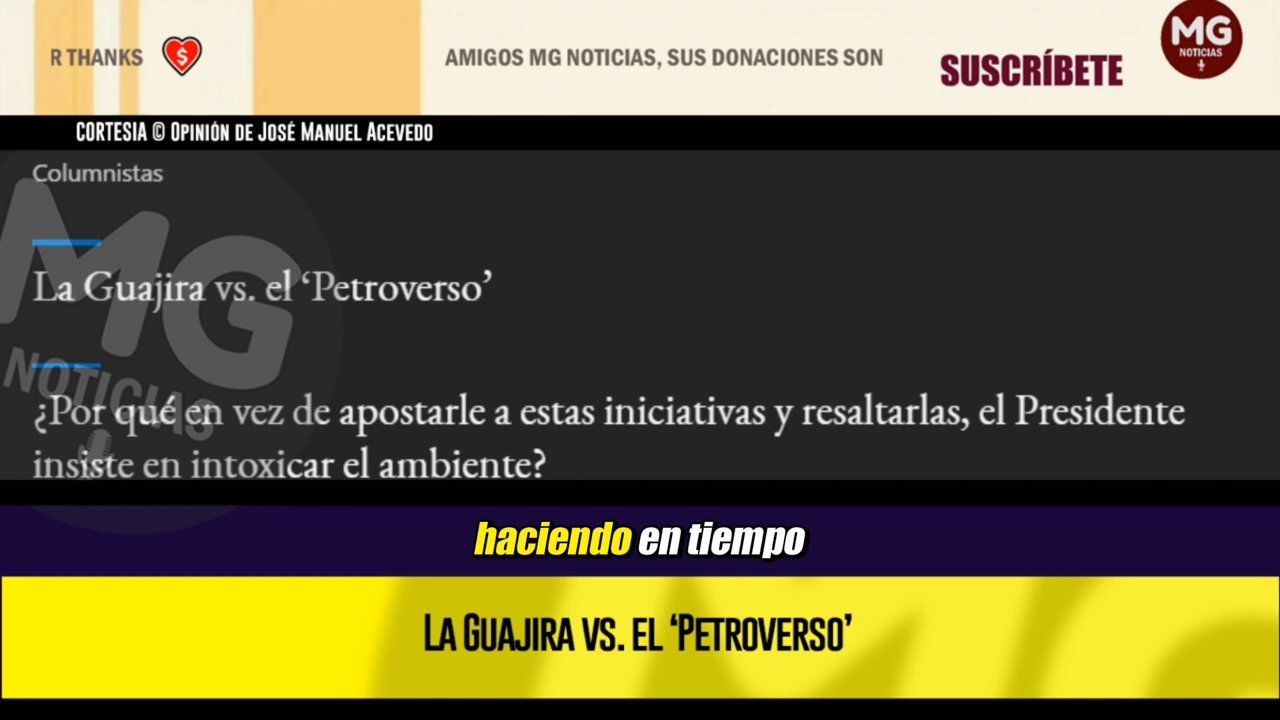 R THANKS
AMIGOS MG NOTICIAS, SUS DONACIONES SON
SUSCRÍBETE
MG
NOTICIAS
CORTESIA © OPINIÓN DE JOSÉ MANUEL ACEVEDO
Columnistas
MG
NOTICIAS
La Guajira vs. el ‘Petroverso’
¿Por qué en vez de apostarle a estas iniciativas y resaltarlas, el Presidente
insiste en intoxicar el ambiente?
haciendo en tiempo
LA GUAJIRA VS. EL ‘PETROVERSO’